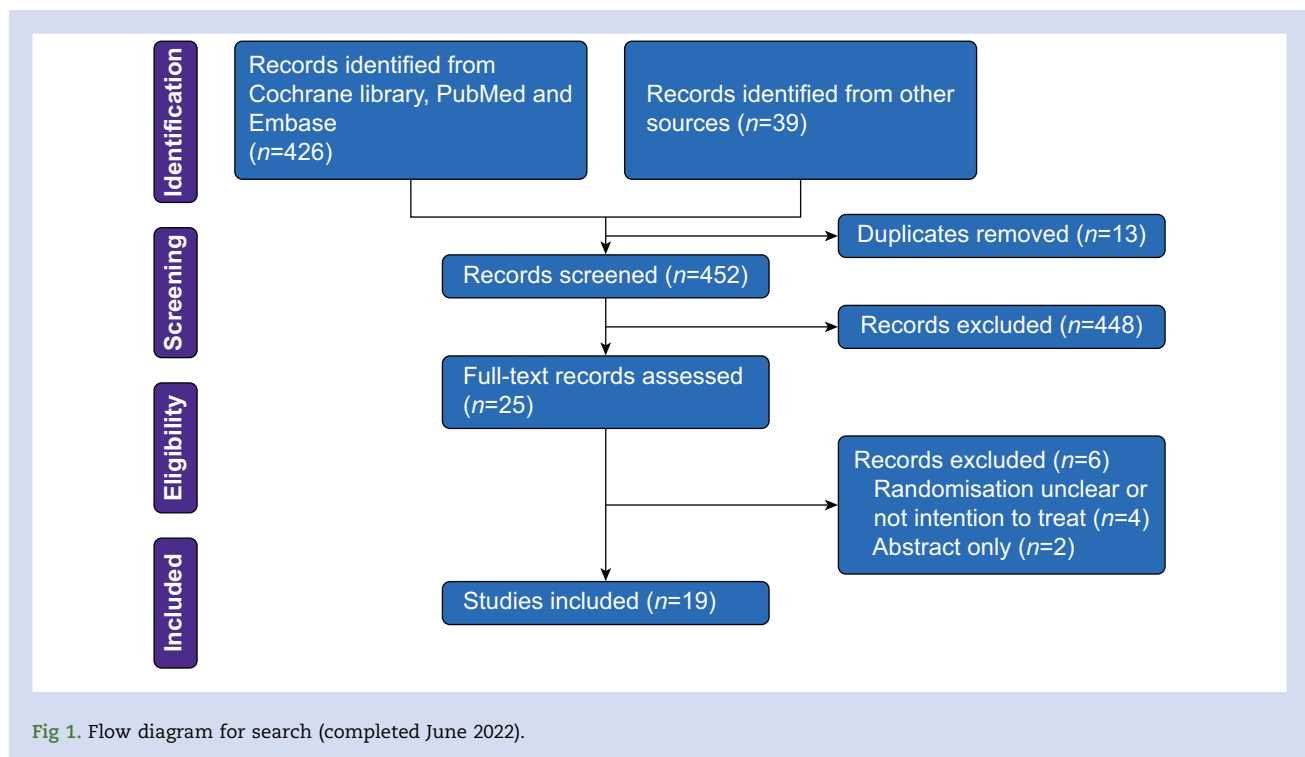 Identification
Records identified from
Cochrane library, PubMed and
Embase
(n=426)
Records identified from other
sources (n=39)
Screening
Duplicates removed (n=13)
Records screened (n=452)
Records excluded (n=448)
Eligibility
Full-text records assessed
(n=25)
Records excluded (n=6)
Randomisation unclear or
not intention to treat (n=4)
Abstract only (n=2)
Included
Studies included (n=19)
Fig 1. Flow diagram for search (completed June 2022).